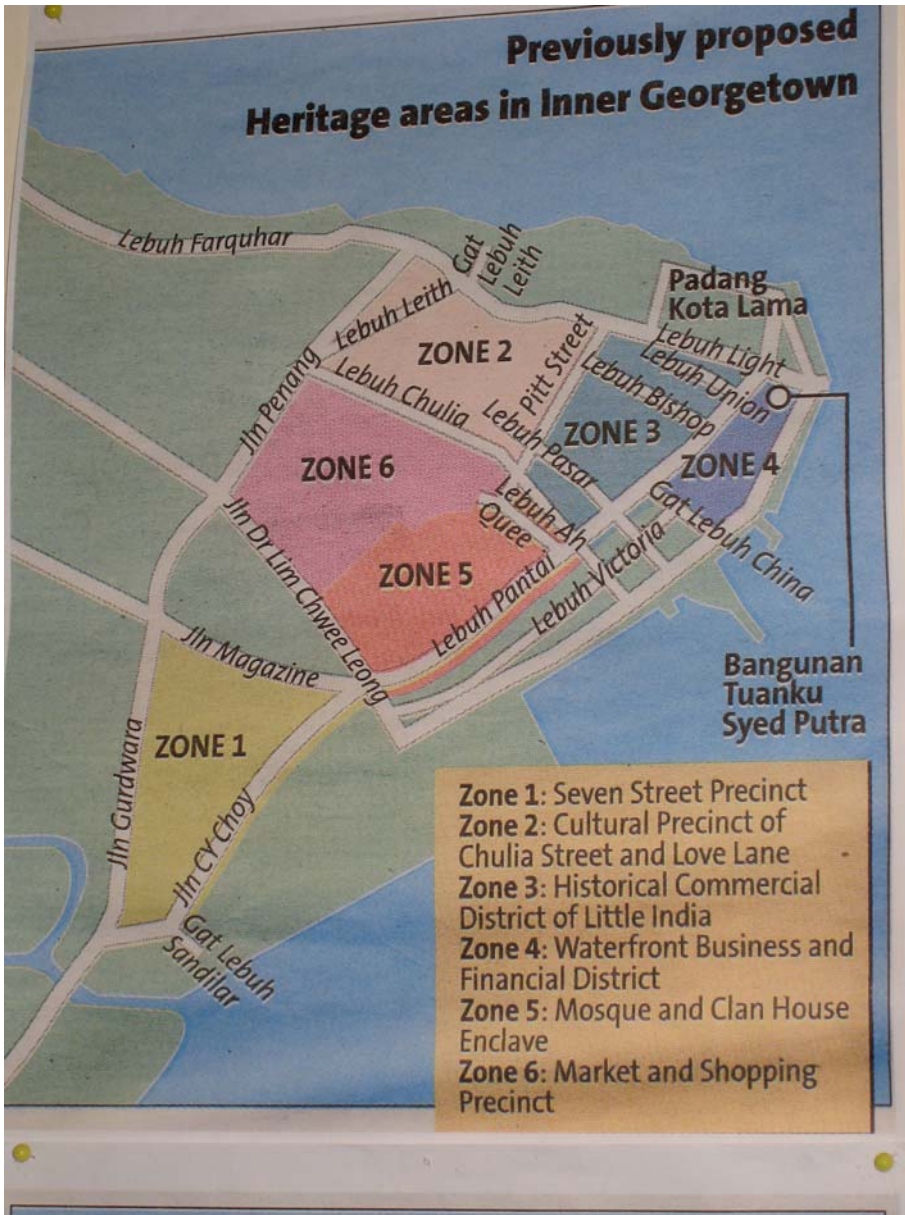 Previously proposed
Heritage areas in Inner Georgetown
Lebuh Farquhar
Gat
Lebuh
Leith
Padang
Kota Lama
Lebuh Leith
Lebuh Light
Lebuh Union
ZONE 2
Pitt Street
Lebuh Bishop
Jln Penang
Lebuh Chulia
Lebuh Pasar
ZONE 3
ZONE 4
ZONE 6
Lebuh Ah
Quee
Gat Lebuh China
Jln Dr Lim Chwee Leong
ZONE 5
Lebuh Pantai
Lebuh Victoria
Jln Magazine
Bangunan
Tuanku
Syed Putra
ZONE 1
Jln Gurdwara
Jln CY Choy
Gat Lebuh
Sandilar
Zone 1: Seven Street Precinct
Zone 2: Cultural Precinct of
Chulia Street and Love Lane
Zone 3: Historical Commercial
District of Little India
Zone 4: Waterfront Business and
Financial District
Zone 5: Mosque and Clan House
Enclave
Zone 6: Market and Shopping
Precinct